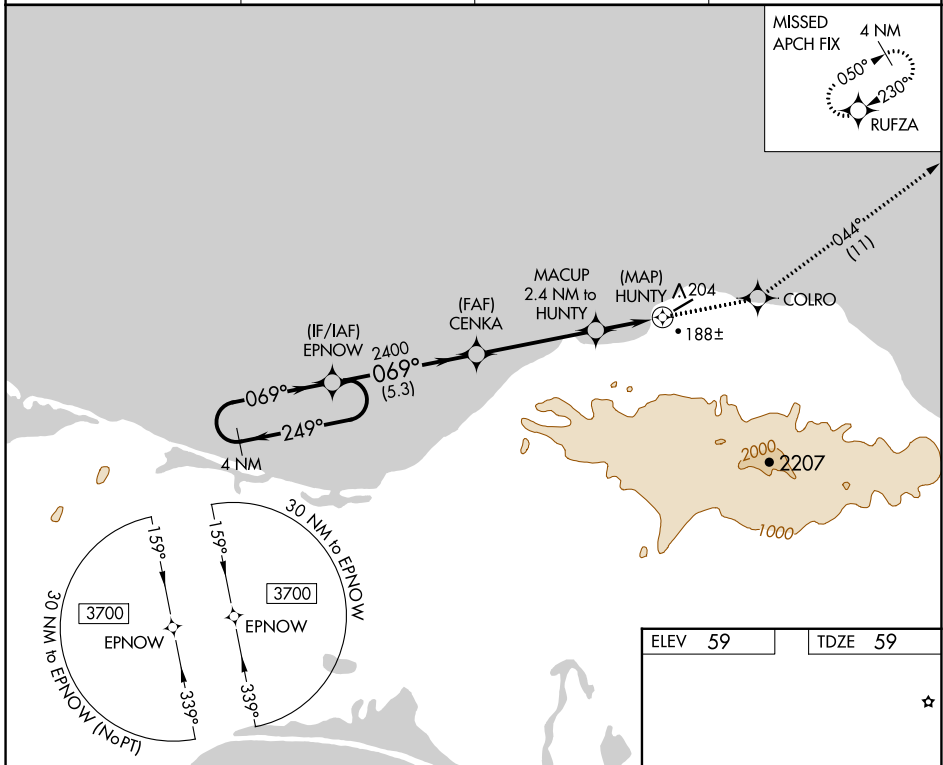 MISSED
APCH FIX
4 NM
050°
230°
RUFZA
044°
(11)
MACUP
2.4 NM to
HUNTY
(MAP)
HUNTY
204
COLRO
188±
(FAF)
CENKA
(IF/IAF)
EPNOW
2400
069°
(5.3)
069°
249°
4 NM
2000
2207
1000
30 NM to EPNOW
159°
159°
3700
3700
EPNOW
EPNOW
339°
339°
30 NM to EPNOW (NoPT)
ELEV 59
TDZE 59